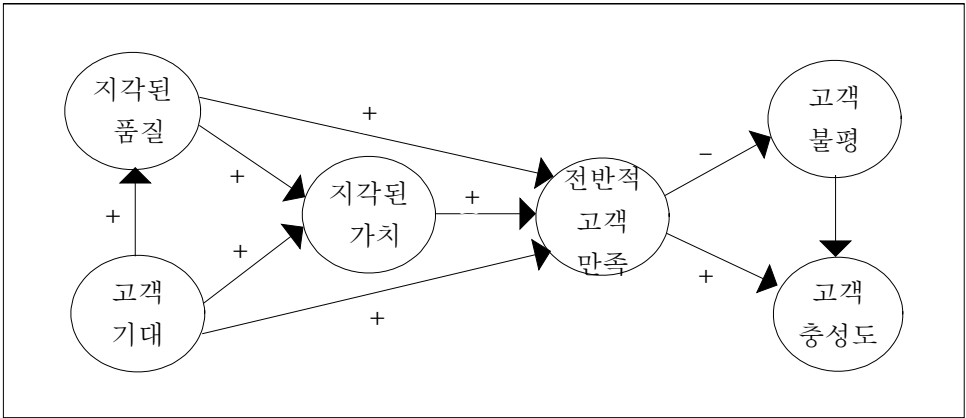 지각된
품질
+
고객
불평
+
−
지각된
가치
+
전반적
고객
만족
+
+
+
고객
기대
+
고객
충성도
+